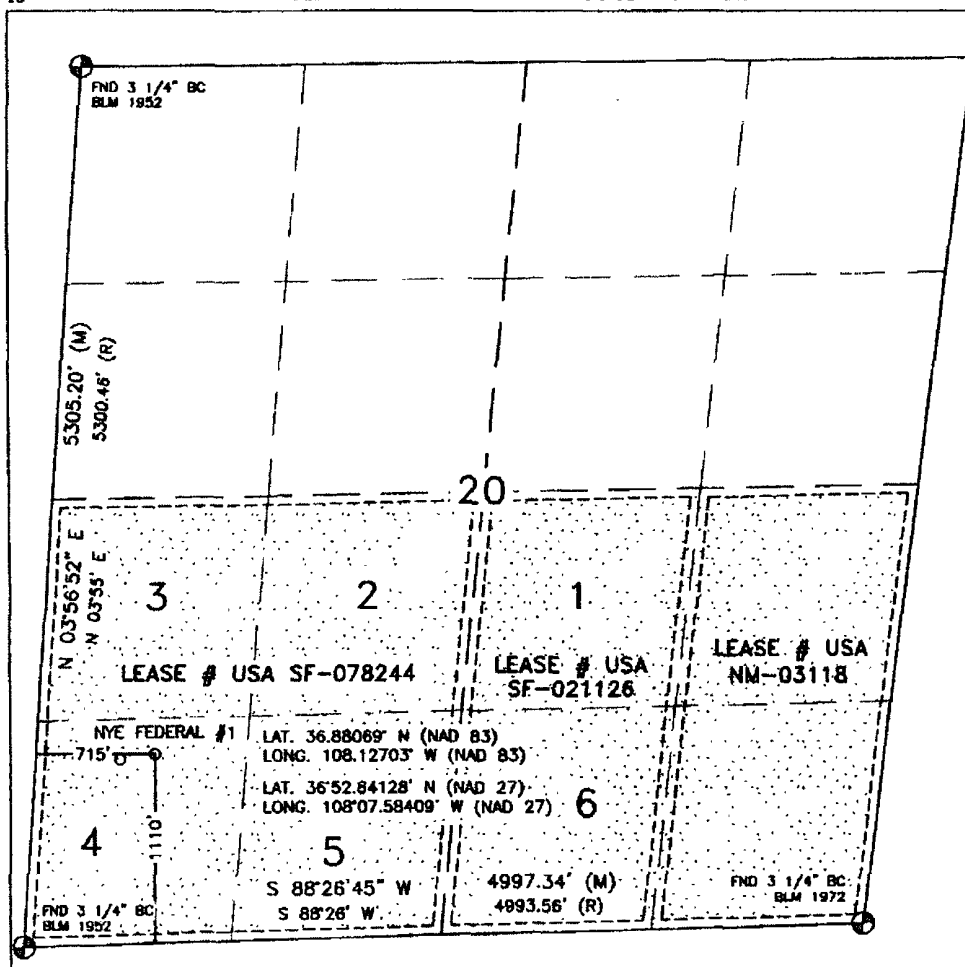 FND 3 1/4" BC
BLM 1952
5305.20' (M)
5300.46' (R)
20
N 03°56'52" E
N 03°55' E
3
2
1
LEASE # USA SF-078244
LEASE # USA
SF-021126
LEASE # USA
NM-03118
NYE FEDERAL #1
LAT. 36.88069° N (NAD 83)
LONG. 108.12703° W (NAD 83)
715'
LAT. 36°52.84128' N (NAD 27)
LONG. 108°07.58409' W (NAD 27)
6
1110'
4
5
S 88°26'45" W
S 88°26' W
4997.34' (M)
4993.56' (R)
FND 3 1/4" BC
BLM 1972
FND 3 1/4" BC
BLM 1952